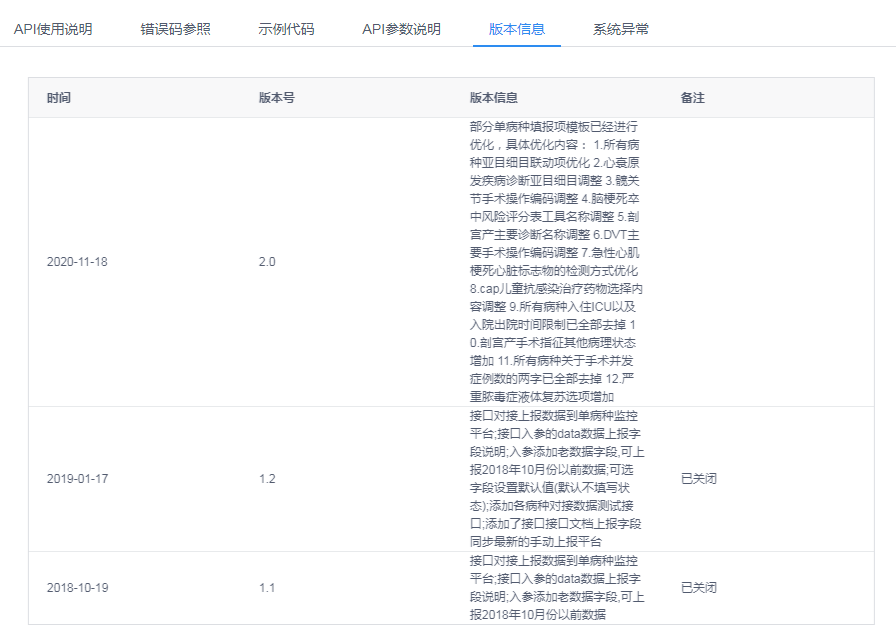 API使用说明 错误码参照 示例代码 API参数说明 版本信息 系统异常
时间 版本号 版本信息 备注
部分单病种填报项模板已经进行
优化，具体优化内容： 1.所有病
种亚目细目联动项优化 2.心衰原
发疾病诊断亚目细目调整 3.髋关
节手术操作编码调整 4.脑梗死卒
中风险评分表工具名称调整 5.剖
宫产主要诊断名称调整 6.DVT主
要手术操作编码调整 7.急性心肌
梗死心脏标志物的检测方式优化
8.cap儿童抗感染治疗药物选择内
容调整 9.所有病种入住ICU以及
入院出院时间限制已全部去掉 1
0.剖宫产手术指征其他病理状态
增加 11.所有病种关于手术并发
症例数的两字已全部去掉 12.严
重脓毒症液体复苏选项增加
2020-11-18 2.0
接口对接上报数据到单病种监控
平台;接口入参的data数据上报字
段说明;入参添加老数据字段,可上
报2018年10月份以前数据;可选
字段设置默认值(默认不填写状
态);添加各病种对接数据测试接
口;添加了接口接口文档上报字段
同步最新的手动上报平台
2019-01-17 1.2 已关闭
接口对接上报数据到单病种监控
平台;接口入参的data数据上报字
段说明;入参添加老数据字段,可上
报2018年10月份以前数据
2018-10-19 1.1 已关闭